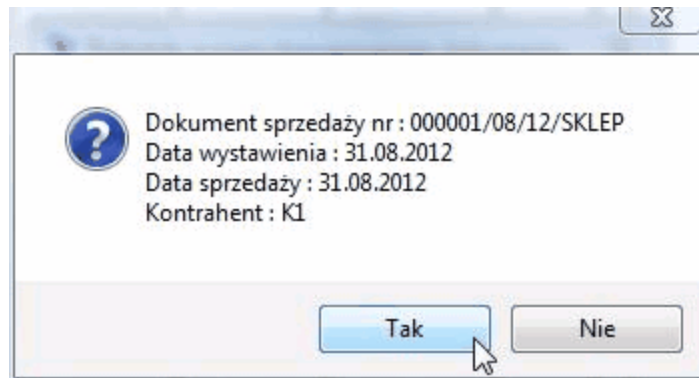 Dokument sprzedaży nr : 000001/08/12/SKLEP
Data wystawienia : 31.08.2012
Data sprzedaży : 31.08.2012
Kontrahent : K1
Tak
Nie